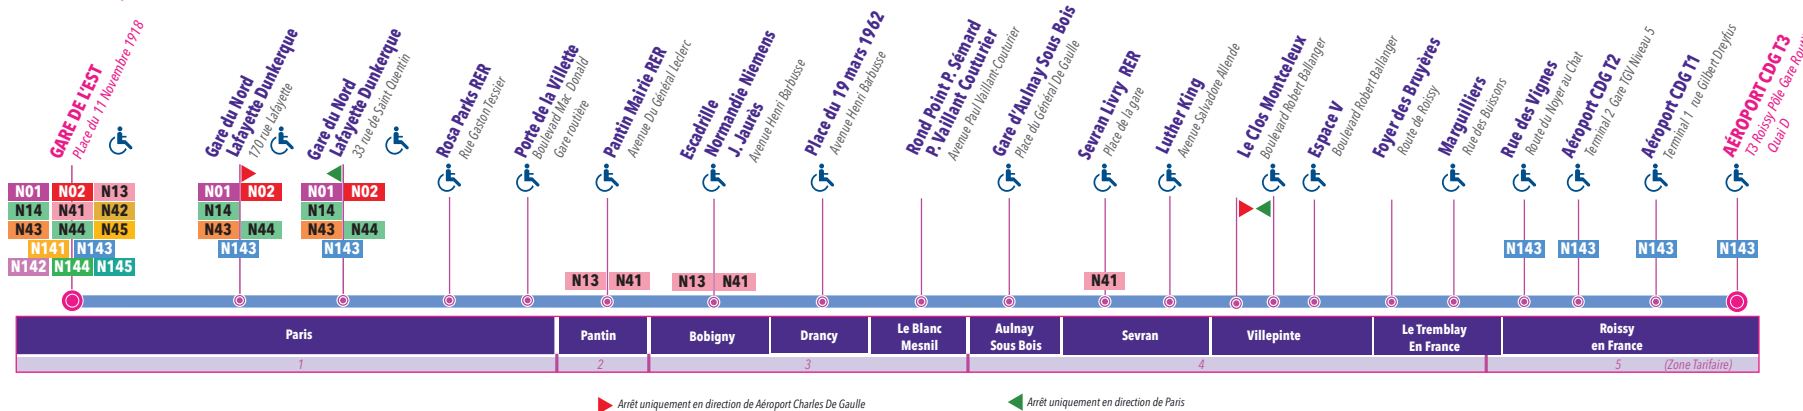 GARE DE L'EST
PLace du 11 Novembre 1918
N01 N02 N13
N14 N41 N42
N43 N44 N45
N141 N143
N142 N144 N145
Gare du Nord
Lafayette Dunkerque
170 rue Lafayette
N01 N02
N14
N43 N44
N143
Gare du Nord
Lafayette Dunkerque
33 rue de Saint Quentin
N01 N02
N14
N43 N44
N143
Rosa Parks RER
Rue Gaston Tessier
Porte de la Villette
Boulevard Mac Donald
Gare routière
Pantin Mairie RER
Avenue Du Général Leclerc
N13 N41
Escadrille
Normandie Niemens
J. Jaurès
Avenue Henri Barbusse
N13 N41
Place du 19 mars 1962
Avenue Henri Barbusse
Rond Point P. Sémard
P. Vaillant Couturier
Avenue Paul Vaillant-Couturier
Gare d'Aulnay Sous Bois
Place du Général De Gaulle
Sevran Livry RER
Place de la gare
N41
Luther King
Avenue Salvadore Allende
Le Clos Montceleux
Boulevard Robert Ballanger
Espace V
Boulevard Robert Ballanger
Foyer des Bruyères
Route de Roissy
Marguilliers
Rue des Buissons
Rue des Vignes
Route du Noyer au Chat
N143
Aéroport CDG T2
Terminal 2 Gare TGV Niveau 5
N143
Aéroport CDG T1
Terminal 1 rue Gilbert Dreyfus
N143
AÉROPORT CDG T3
T3 Roissy Pôle Gare
Quai D
N143
Paris
Pantin
Bobigny
Drancy
Le Blanc
Mesnil
Aulnay
Sous Bois
Sevran
Villepinte
Le Tremblay
En France
Roissy
en France
1 2 3 4 5 (Zone Tarifaire)
Arrêt uniquement en direction de Aéroport Charles De Gaulle
Arrêt uniquement en direction de Paris